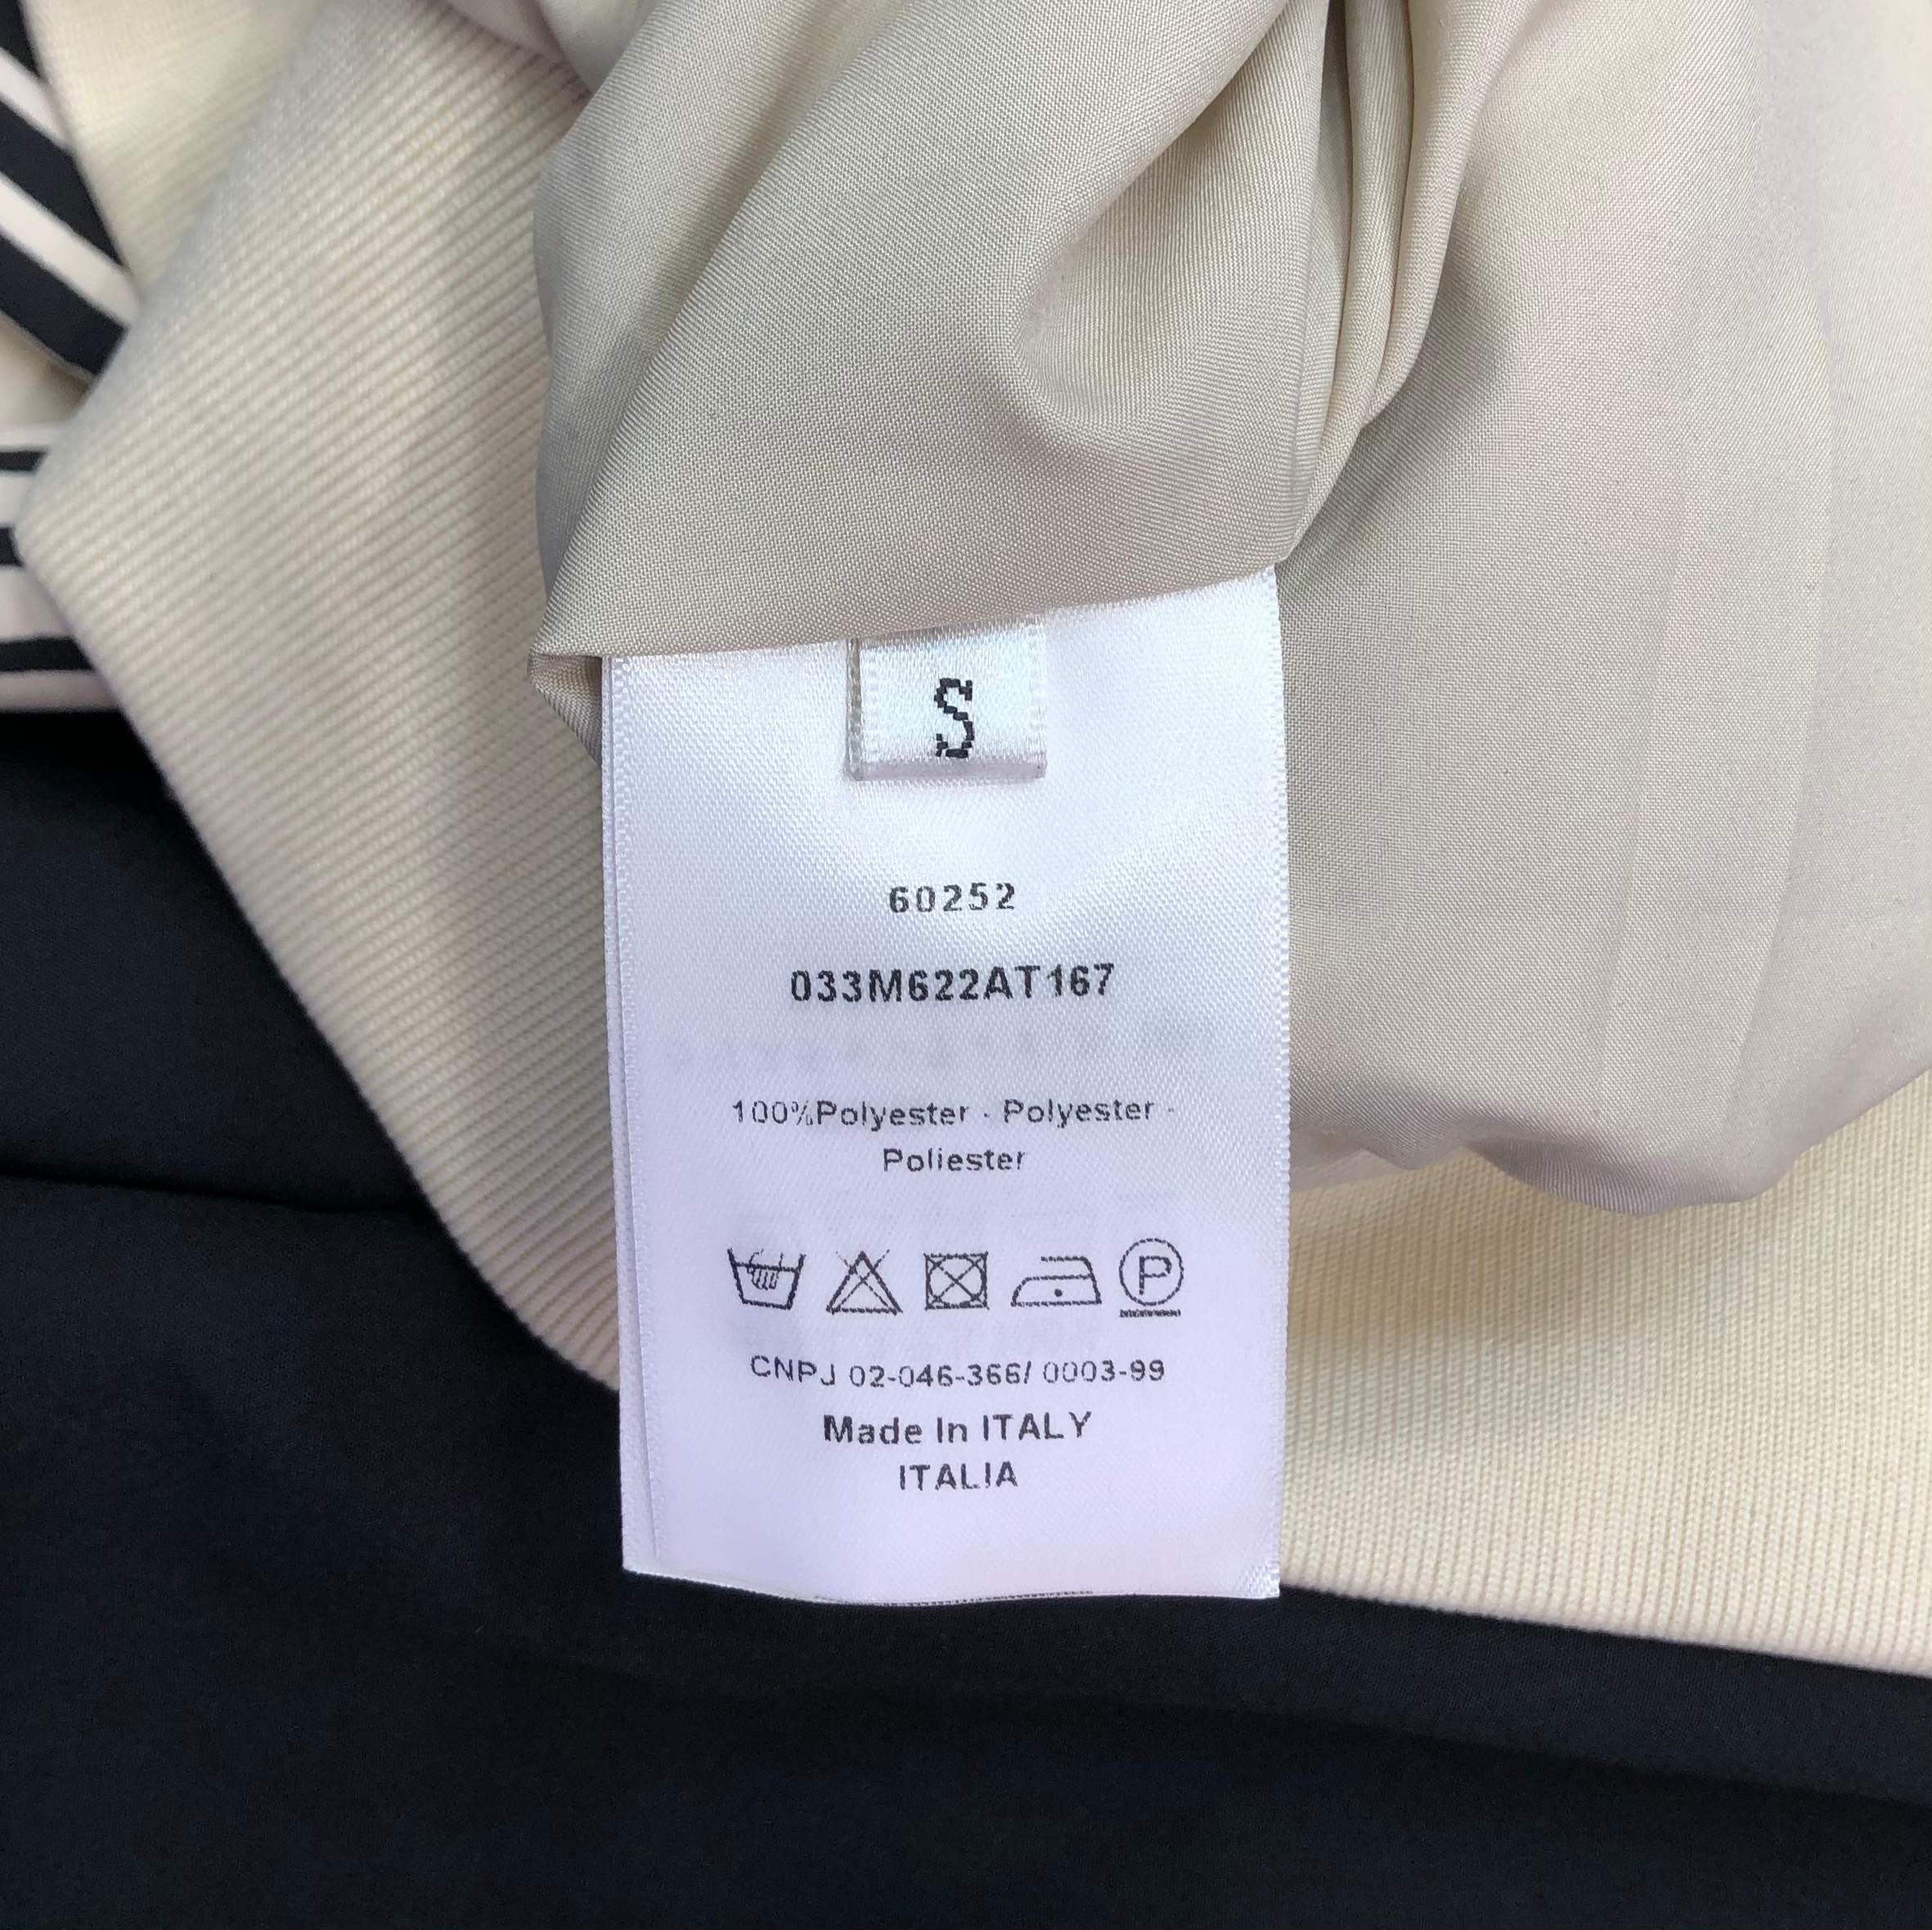 S
60252
033M622AT167
100%Polyester - Polyester -
Poliester
P
CNPJ 02-046-366/ 0003-99
Made In ITALY
ITALIA